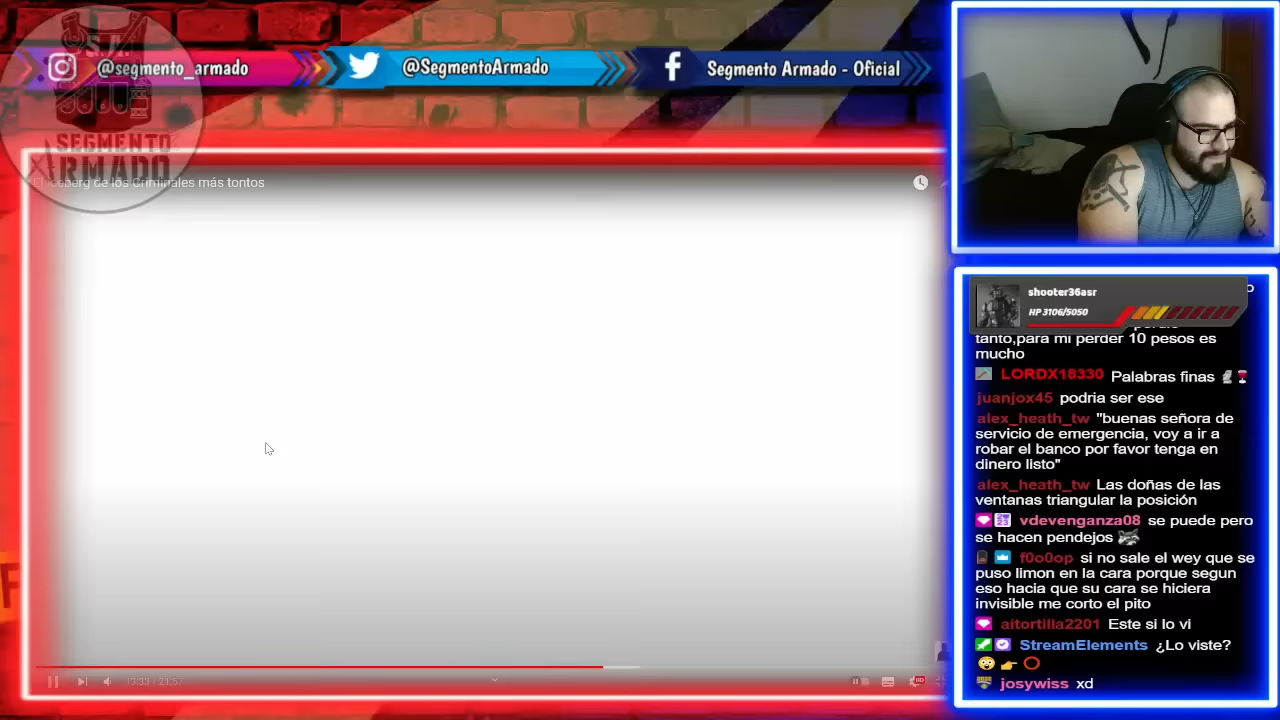 S.A.
SEGMENTO
ARMADO
@segmento_armado
@SegmentoArmado
Segmento Armado - Oficial
El Iceberg de los Criminales más tontos
13:33 / 21:57
HD
shooter36asr
HP 3106/5050
tanto,para mi perder 10 pesos es
mucho
LORDX18330 Palabras finas 🗿🍷
juanjox45 podria ser ese
alex_heath_tw "buenas señora de
servicio de emergencia, voy a ir a
robar el banco por favor tenga en
dinero listo"
alex_heath_tw Las doñas de las
ventanas triangular la posición
vdevenganza08 se puede pero
se hacen pendejos 🦝
f0o0op si no sale el wey que se
puso limon en la cara porque segun
eso hacia que su cara se hiciera
invisible me corto el pito
aitortilla2201 Este si lo vi
StreamElements ¿Lo viste?
😳 👉 ⭕
josywiss xd